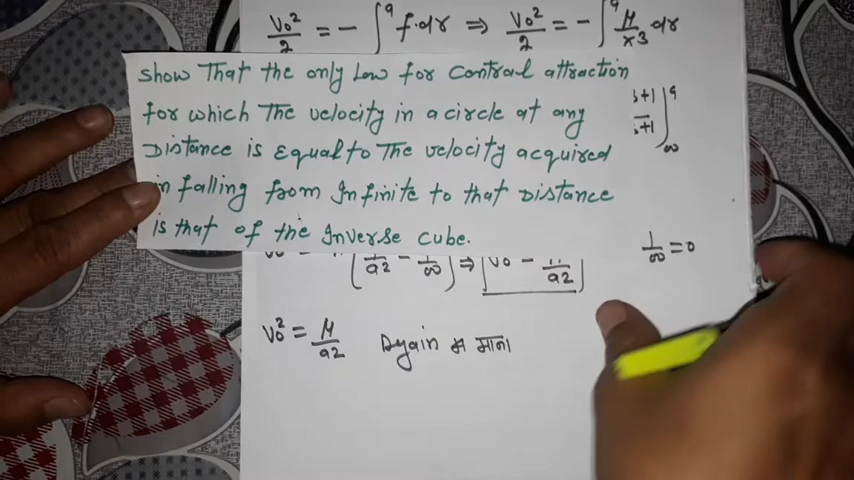 V₀²/2 = - ∫^a f.dr ⇒ V₀²/2 = - ∫^a μ/x3 dr
Show That the only Low for Contral attraction
for which The velocity in a circle at any
Distance is Equal to The velocity acquired
in falling from Infinite to that Distance
is that of the Inverse Cube.
1/∞ = 0
V₀² = μ/a2 Again